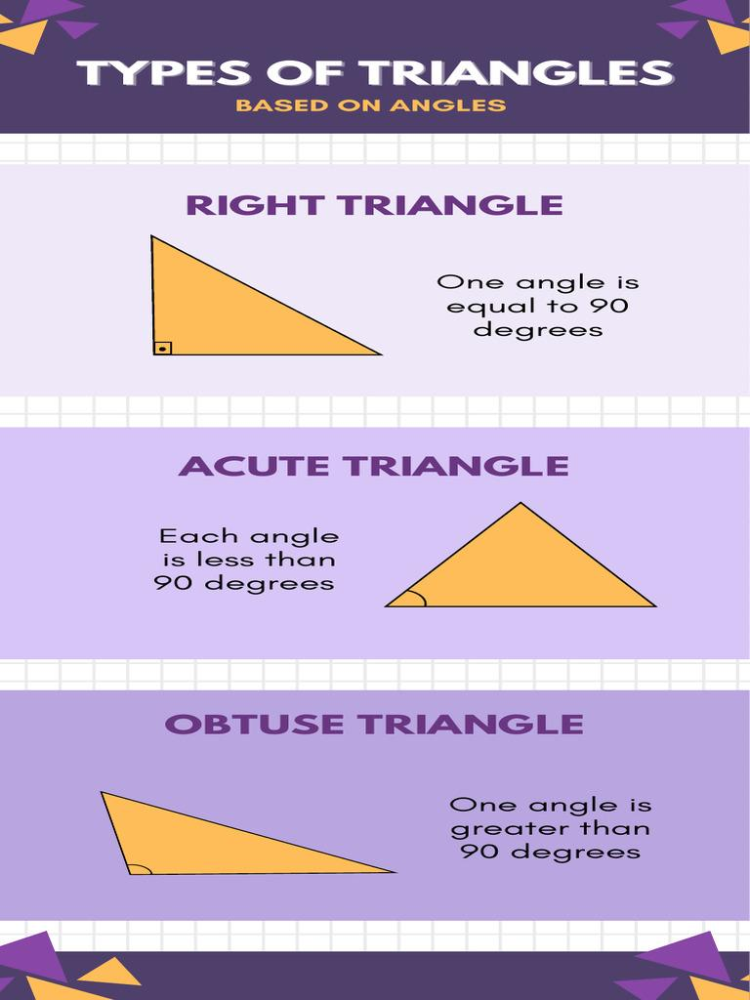 TYPES OF TRIANGLES
BASED ON ANGLES
RIGHT TRIANGLE
One angle is
equal to 90
degrees
ACUTE TRIANGLE
Each angle
is less than
90 degrees
OBTUSE TRIANGLE
One angle is
greater than
90 degrees